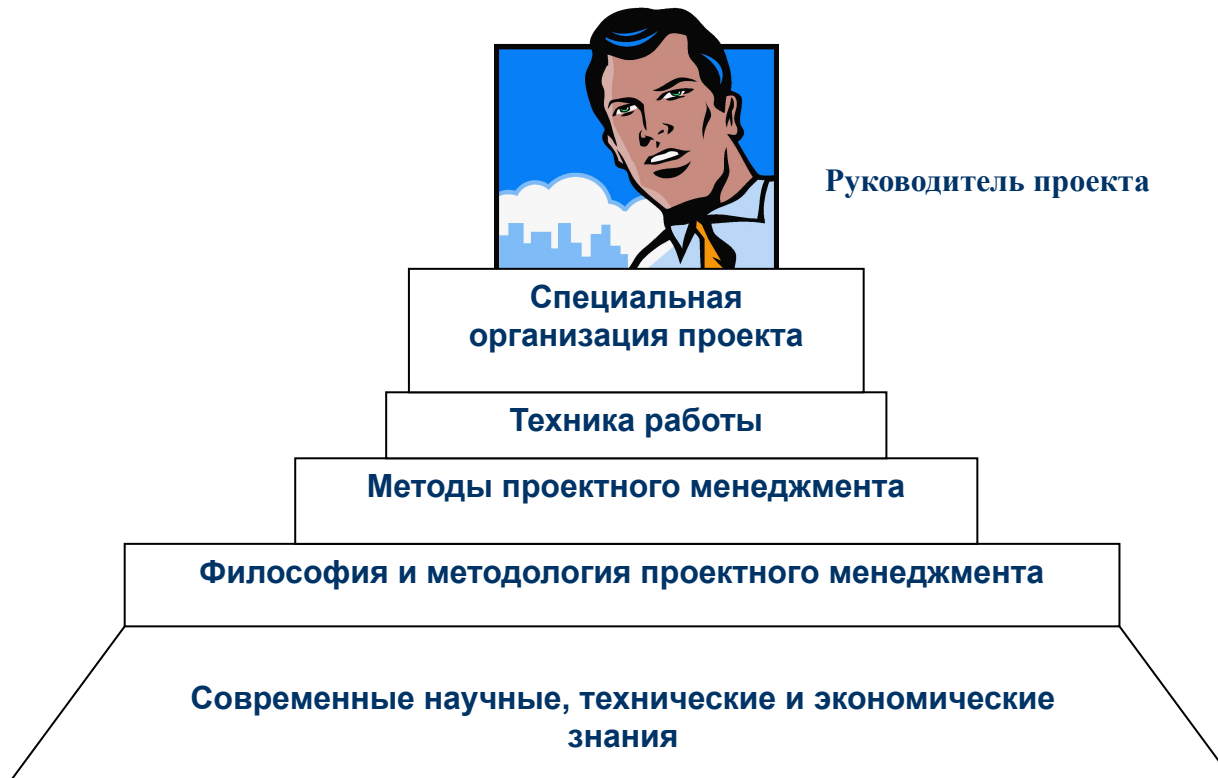 Руководитель проекта
Специальная
организация проекта
Техника работы
Методы проектного менеджмента
Философия и методология проектного менеджмента
Современные научные, технические и экономические
знания